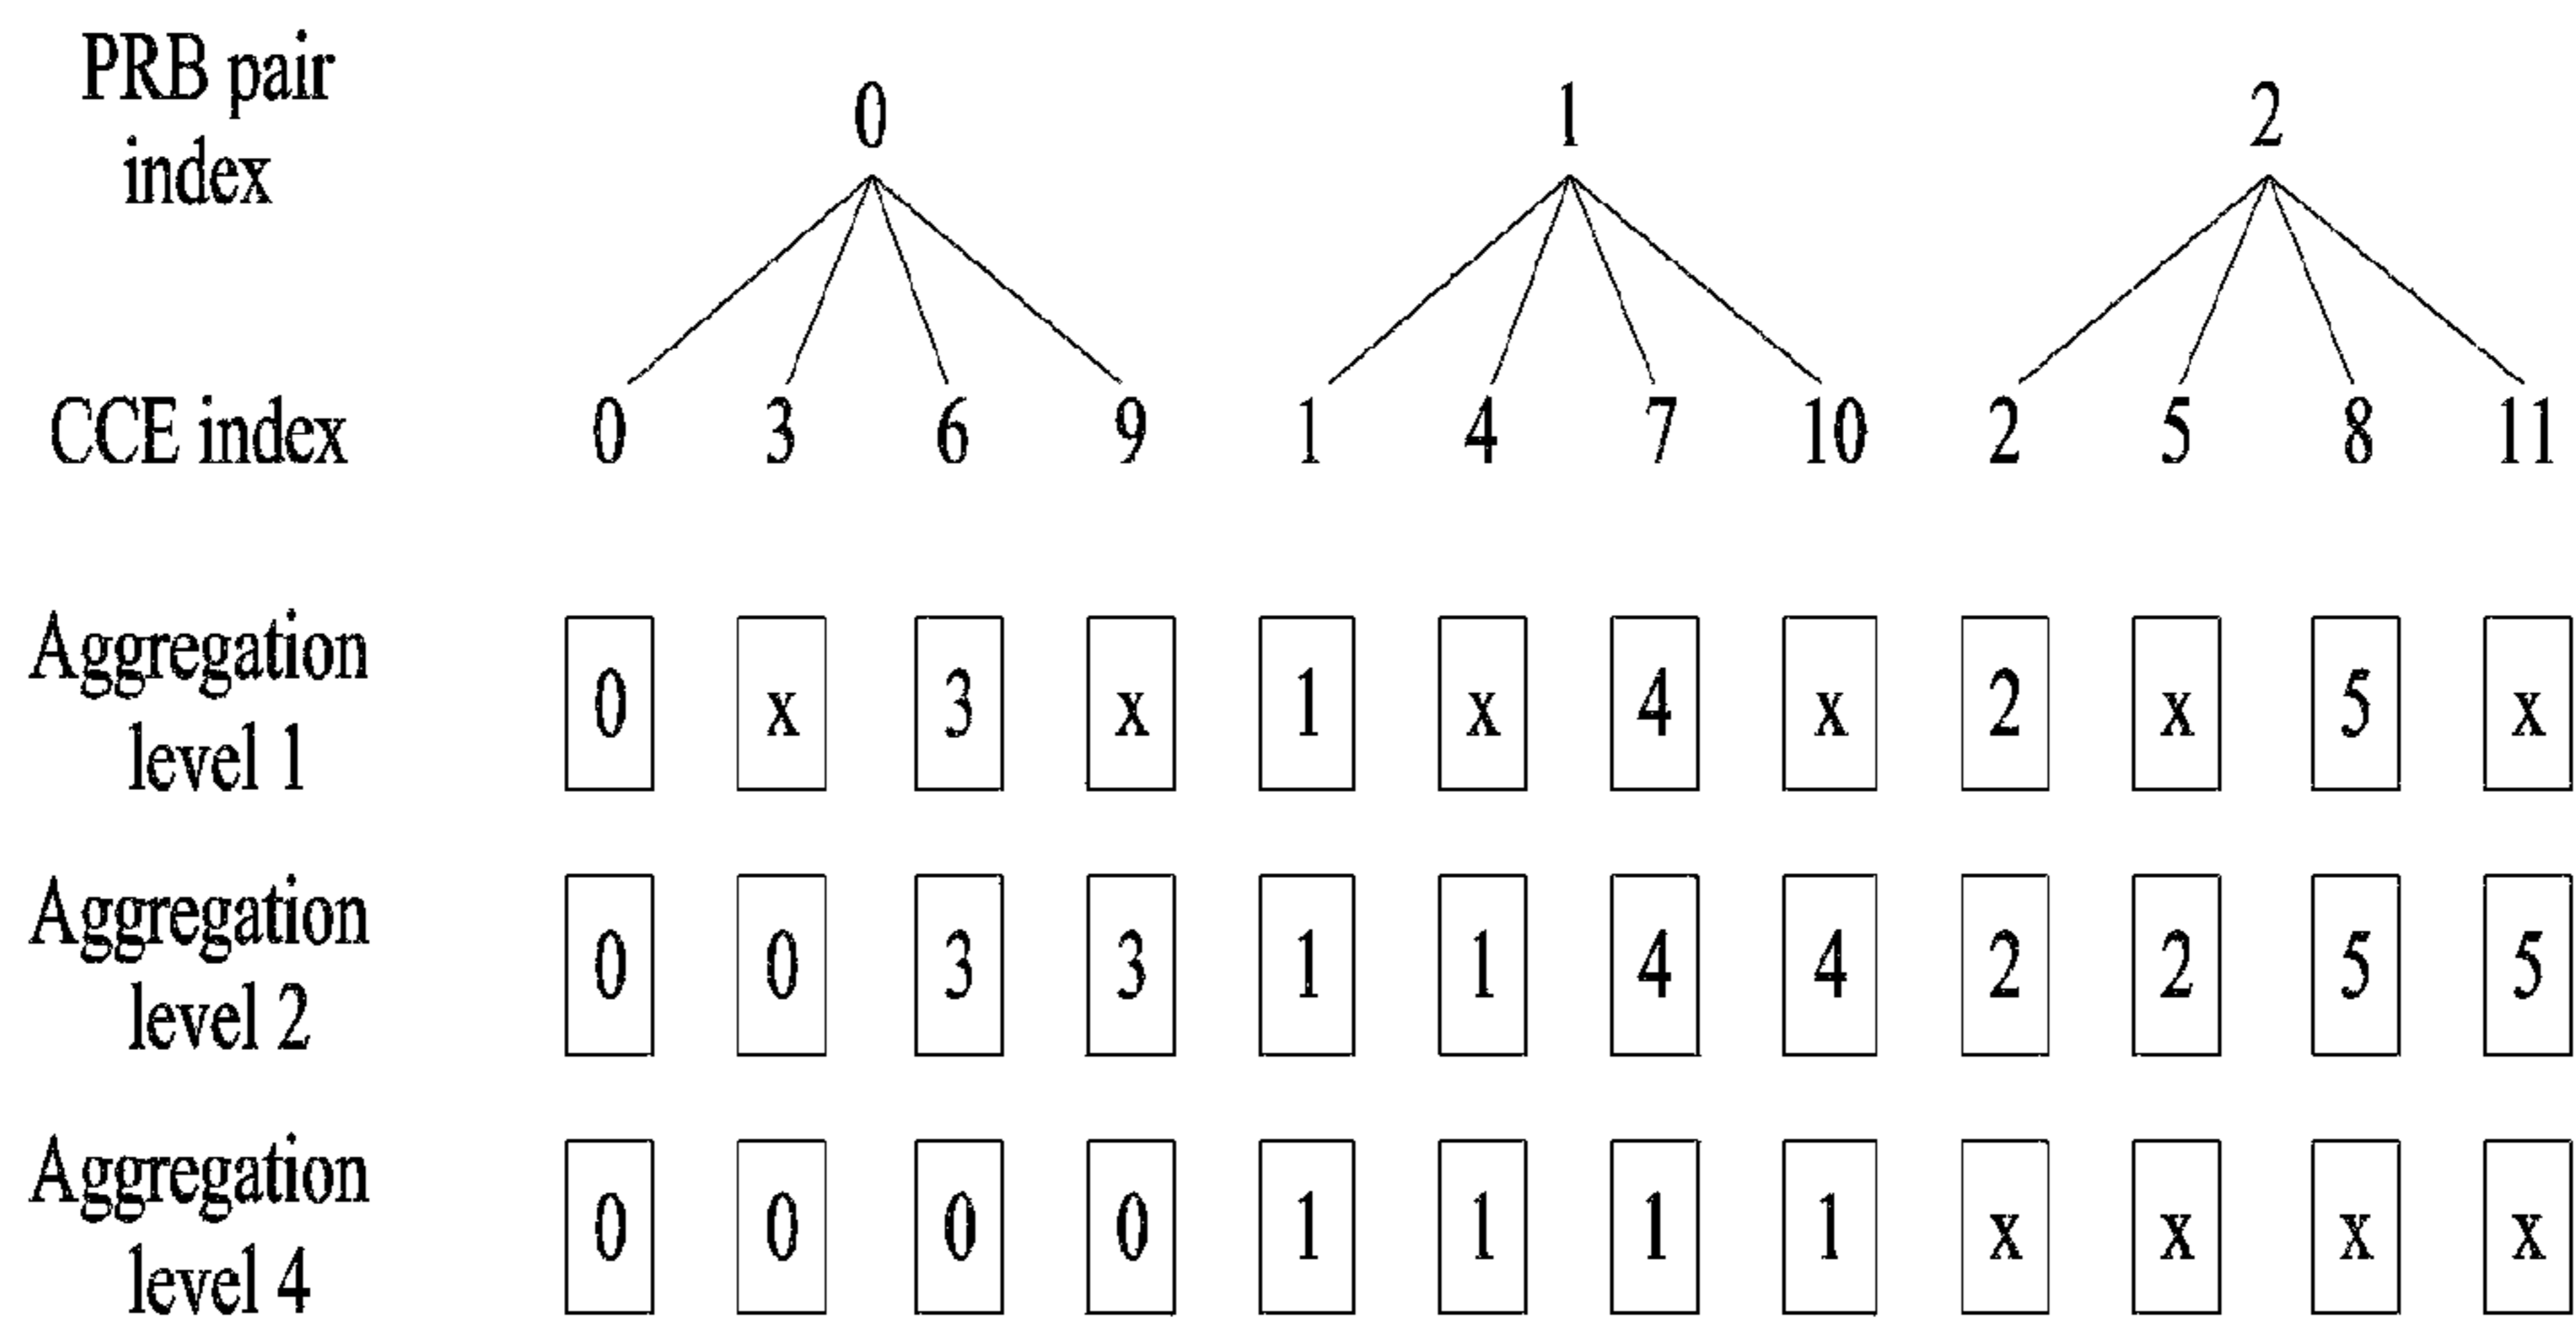 PRB pair
index
0 1 2
CCE index
0 3 6 9 1 4 7 10 2 5 8 11
Aggregation
level 1
0 x 3 x 1 x 4 x 2 x 5 x
Aggregation
level 2
0 0 3 3 1 1 4 4 2 2 5 5
Aggregation
level 4
0 0 0 0 1 1 1 1 x x x x